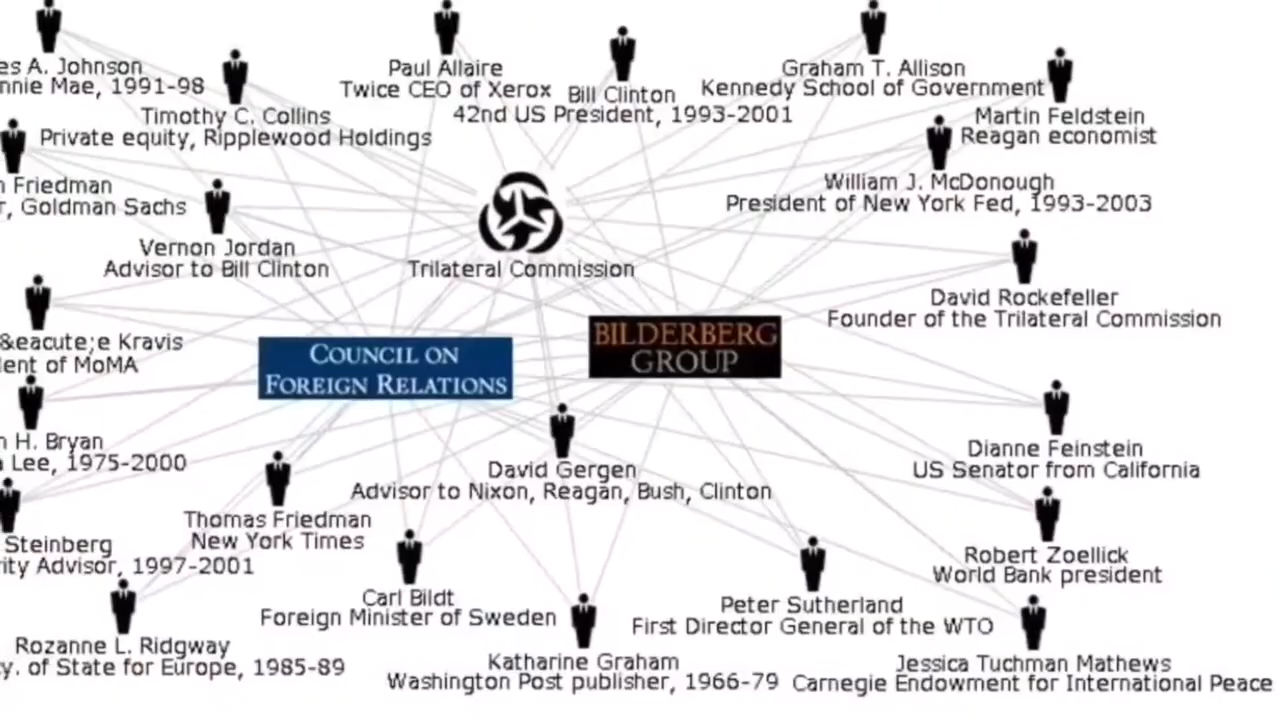 es A. Johnson
nnie Mae, 1991-98
Timothy C. Collins
Private equity, Ripplewood Holdings
Paul Allaire
Twice CEO of Xerox
Bill Clinton
42nd US President, 1993-2001
Graham T. Allison
Kennedy School of Government
Martin Feldstein
Reagan economist
n Friedman
r, Goldman Sachs
William J. McDonough
President of New York Fed, 1993-2003
Vernon Jordan
Advisor to Bill Clinton
Trilateral Commission
David Rockefeller
Founder of the Trilateral Commission
&eacute;e Kravis
dent of MoMA
COUNCIL ON
FOREIGN RELATIONS
BILDERBERG
GROUP
n H. Bryan
a Lee, 1975-2000
David Gergen
Advisor to Nixon, Reagan, Bush, Clinton
Dianne Feinstein
US Senator from California
Thomas Friedman
New York Times
Steinberg
rity Advisor, 1997-2001
Robert Zoellick
World Bank president
Carl Bildt
Foreign Minister of Sweden
Peter Sutherland
First Director General of the WTO
Rozanne L. Ridgway
y. of State for Europe, 1985-89
Katharine Graham
Washington Post publisher, 1966-79
Jessica Tuchman Mathews
Carnegie Endowment for International Peace